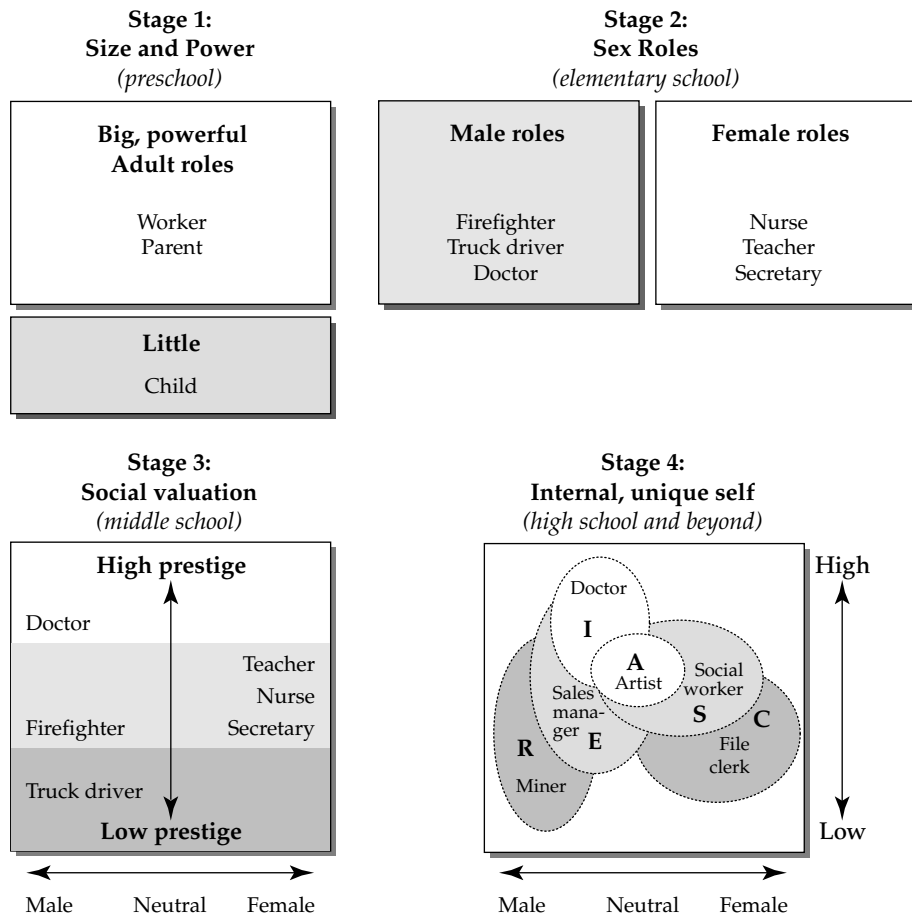 Stage 1:
Size and Power
(preschool)
Big, powerful
Adult roles
Worker
Parent
Little
Child
Stage 2:
Sex Roles
(elementary school)
Male roles
Firefighter
Truck driver
Doctor
Female roles
Nurse
Teacher
Secretary
Stage 3:
Social valuation
(middle school)
High prestige
Doctor
Teacher
Nurse
Firefighter
Secretary
Truck driver
Low prestige
Male
Neutral
Female
Stage 4:
Internal, unique self
(high school and beyond)
Doctor
I
A
Artist
Social
worker
S
Sales
mana-
ger
E
C
File
clerk
R
Miner
High
Low
Male
Neutral
Female